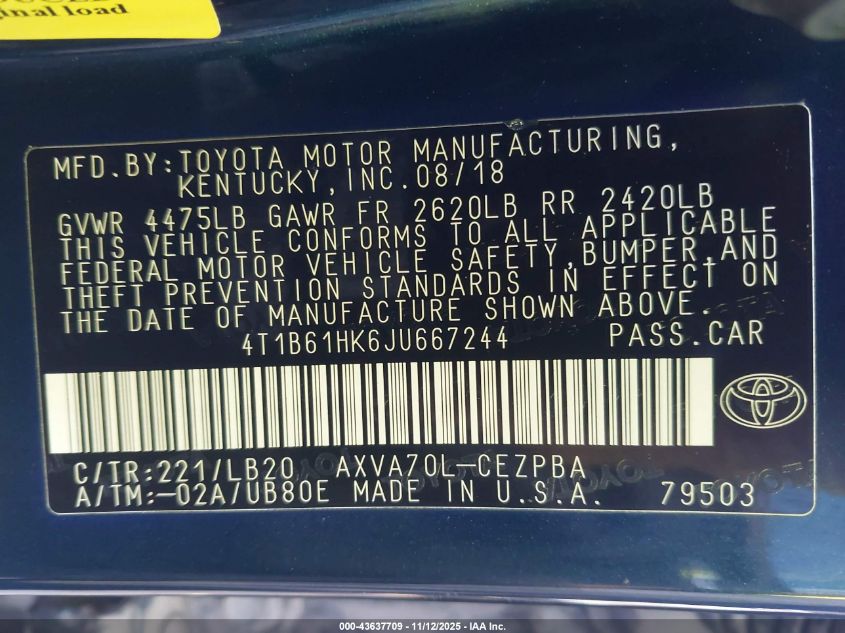 ginal load
MFD.BY:TOYOTA MOTOR MANUFACTURING,
KENTUCKY,INC.08/18
GVWR 4475LB GAWR FR 2620LB RR 2420LB
THIS VEHICLE CONFORMS TO ALL APPLICABLE
FEDERAL MOTOR VEHICLE SAFETY,BUMPER,AND
THEFT PREVENTION STANDARDS IN EFFECT ON
THE DATE OF MANUFACTURE SHOWN ABOVE.
4T1B61HK6JU667244 PASS.CAR
C/TR:221/LB20 AXVA70L-CEZPBA
A/TM:-02A/UB80E MADE IN U.S.A. 79503
000-43637709 - 11/12/2025 - IAA Inc.